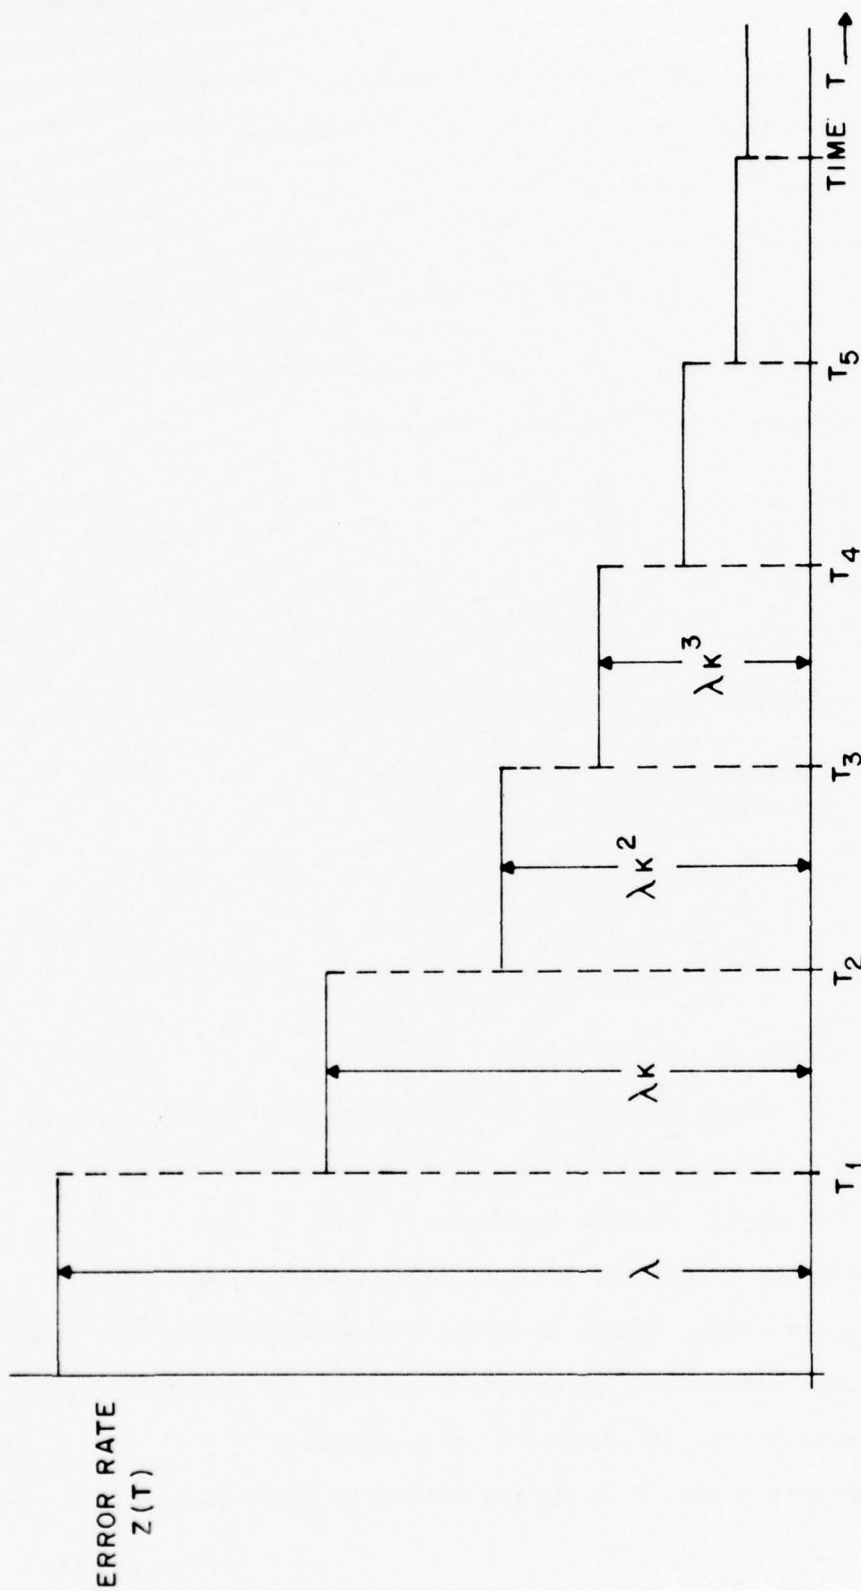 ERROR RATE
Z(T)
λ
λK
λK²
λK³
T₁
T₂
T₃
T₄
T₅
TIME T